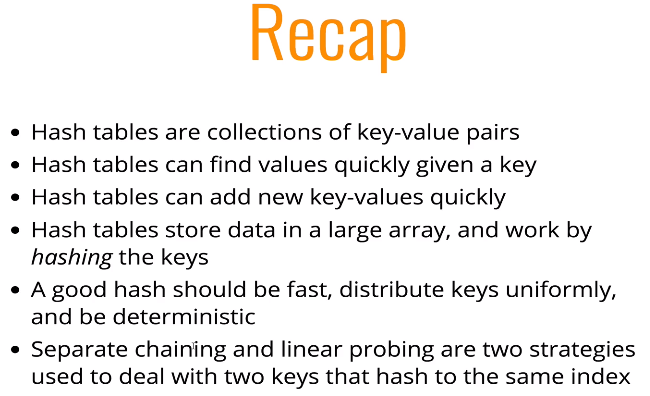 Recap
• Hash tables are collections of key-value pairs
• Hash tables can find values quickly given a key
• Hash tables can add new key-values quickly
• Hash tables store data in a large array, and work by
hashing the keys
• A good hash should be fast, distribute keys uniformly,
and be deterministic
• Separate chaining and linear probing are two strategies
used to deal with two keys that hash to the same index